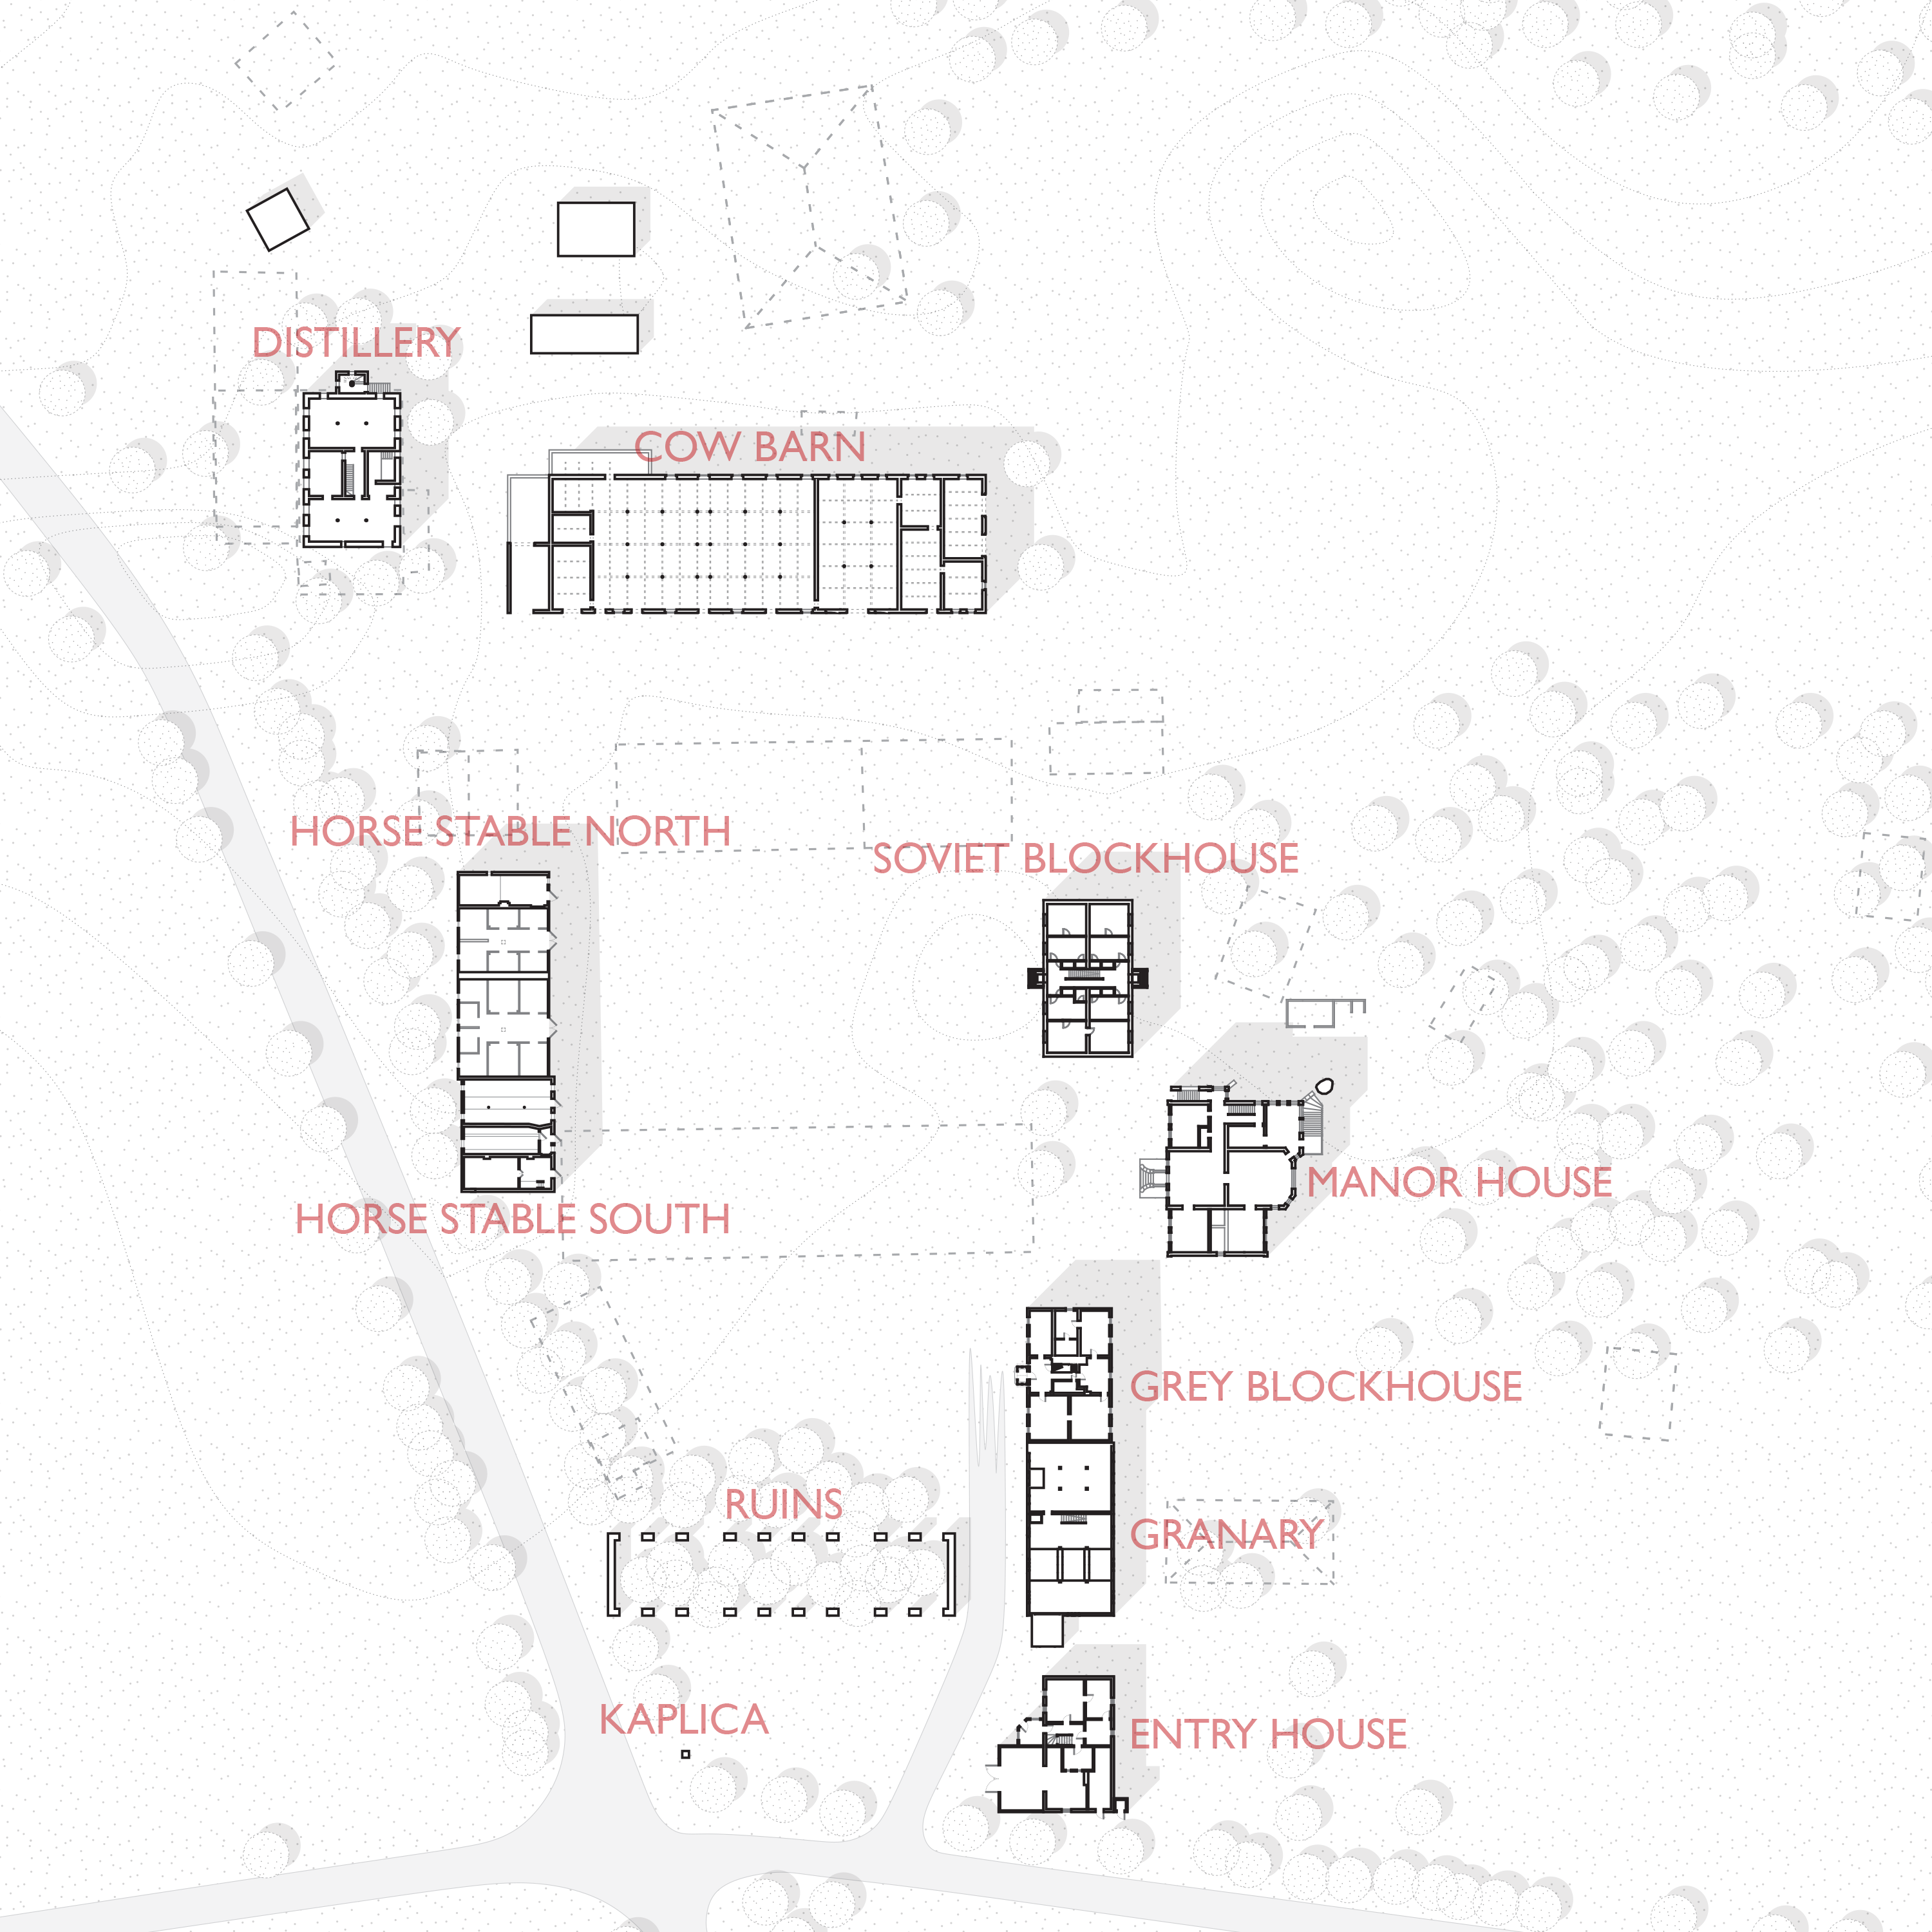 DISTILLERY
COW BARN
HORSE STABLE NORTH
SOVIET BLOCKHOUSE
MANOR HOUSE
HORSE STABLE SOUTH
GREY BLOCKHOUSE
RUINS
GRANARY
KAPLICA
ENTRY HOUSE